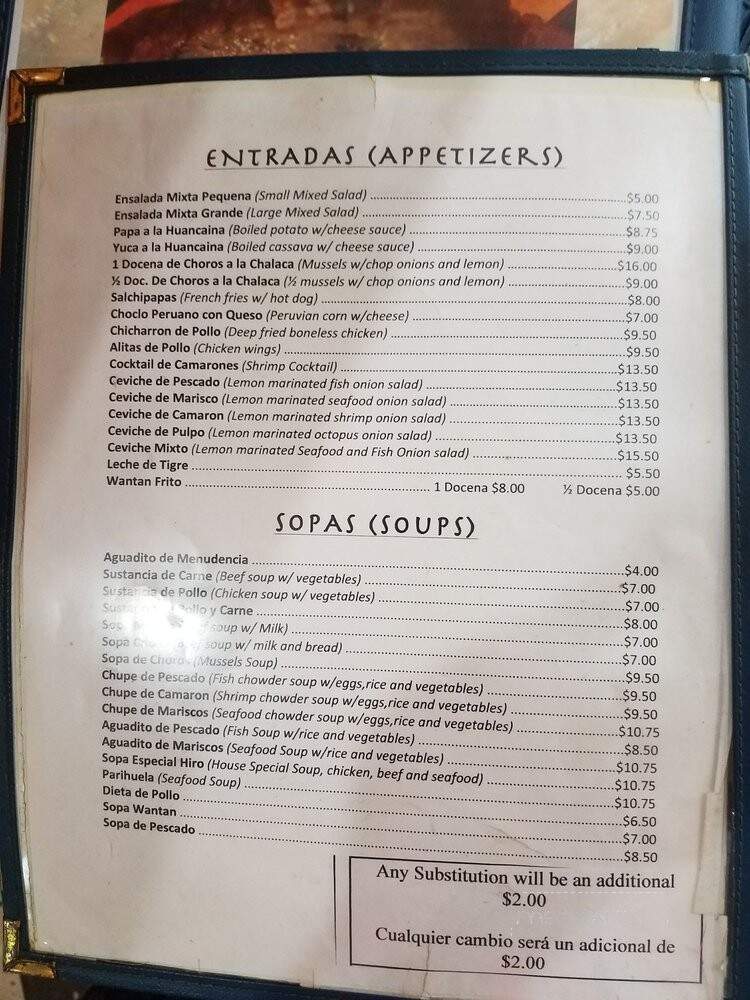 ENTRADAS (APPETIZERS)
Ensalada Mixta Pequena (Small Mixed Salad) ........ $5.00
Ensalada Mixta Grande (Large Mixed Salad) ........ $7.50
Papa a la Huancaina (Boiled potato w/cheese sauce) ........ $8.75
Yuca a la Huancaina (Boiled cassava w/ cheese sauce) ........ $9.00
1 Docena de Choros a la Chalaca (Mussels w/chop onions and lemon) ........ $16.00
½ Doc. De Choros a la Chalaca (½ mussels w/ chop onions and lemon) ........ $9.00
Salchipapas (French fries w/ hot dog) ........ $8.00
Choclo Peruano con Queso (Peruvian corn w/cheese) ........ $7.00
Chicharron de Pollo (Deep fried boneless chicken) ........ $9.50
Alitas de Pollo (Chicken wings) ........ $9.50
Cocktail de Camarones (Shrimp Cocktail) ........ $13.50
Ceviche de Pescado (Lemon marinated fish onion salad) ........ $13.50
Ceviche de Marisco (Lemon marinated seafood onion salad) ........ $13.50
Ceviche de Camaron (Lemon marinated shrimp onion salad) ........ $13.50
Ceviche de Pulpo (Lemon marinated octopus onion salad) ........ $13.50
Ceviche Mixto (Lemon marinated Seafood and Fish Onion salad) ........ $15.50
Leche de Tigre ........ $5.50
Wantan Frito ........ 1 Docena $8.00 ½ Docena $5.00
SOPAS (SOUPS)
Aguadito de Menudencia ........ $4.00
Sustancia de Carne (Beef soup w/ vegetables) ........ $7.00
Sustancia de Pollo (Chicken soup w/ vegetables) ........ $7.00
Pollo y Carne ........ $8.00
soup w/ Milk) ........ $7.00
Sopa soup w/ milk and bread) ........ $7.00
Sopa de Choros (Mussels Soup) ........ $9.50
Chupe de Pescado (Fish chowder soup w/eggs,rice and vegetables) ........ $9.50
Chupe de Camaron (Shrimp chowder soup w/eggs,rice and vegetables) ........ $9.50
Chupe de Mariscos (Seafood chowder soup w/eggs,rice and vegetables) ........ $10.75
Aguadito de Pescado (Fish Soup w/rice and vegetables) ........ $8.50
Aguadito de Mariscos (Seafood Soup w/rice and vegetables) ........ $10.75
Sopa Especial Hiro (House Special Soup, chicken, beef and seafood) ........ $10.75
Parihuela (Seafood Soup) ........ $10.75
Dieta de Pollo ........ $6.50
Sopa Wantan ........ $7.00
Sopa de Pescado ........ $8.50
Any Substitution will be an additional
$2.00
Cualquier cambio será un adicional de
$2.00